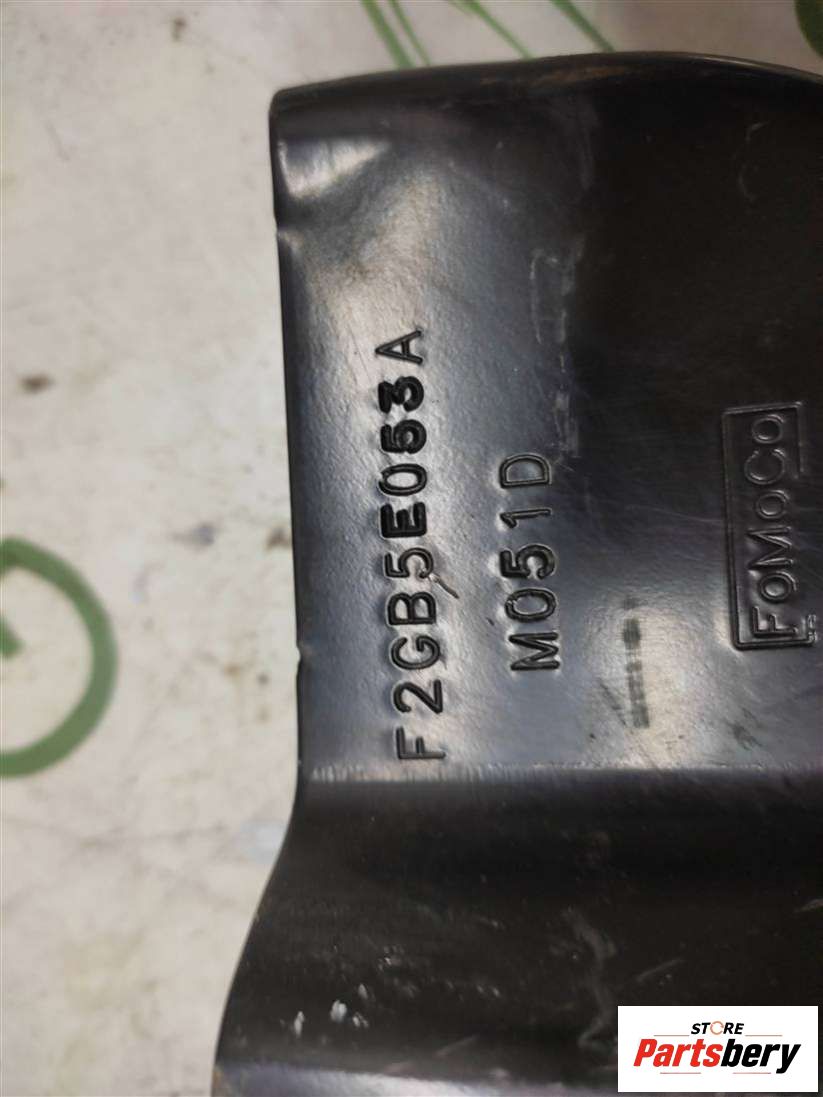 F2GB5E053A
M051D
FoMoCo
STORE
Partsbery